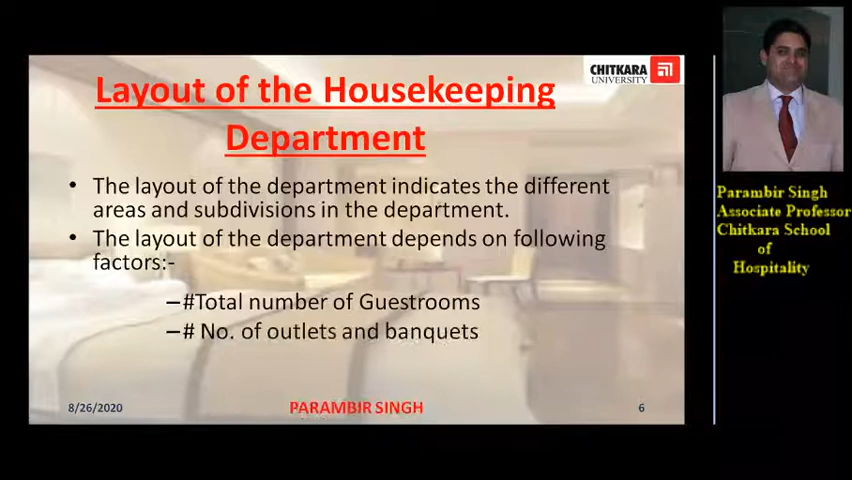 Layout of the Housekeeping
Department
CHITKARA
UNIVERSITY
• The layout of the department indicates the different
areas and subdivisions in the department.
• The layout of the department depends on following
factors:-
–#Total number of Guestrooms
–# No. of outlets and banquets
8/26/2020
PARAMBIR SINGH
6
Parambir Singh
Associate Professor
Chitkara School
of
Hospitality